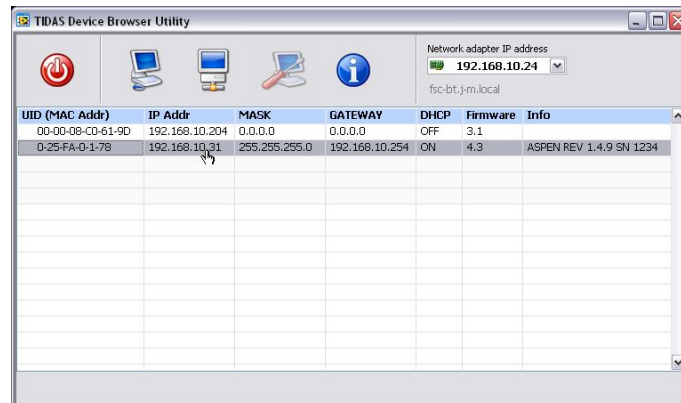 TIDAS Device Browser Utility
Network adapter IP address
192.168.10.24
fsc-bt.j-m.local
UID (MAC Addr) IP Addr MASK GATEWAY DHCP Firmware Info
00-00-08-C0-61-9D 192.168.10.204 0.0.0.0 0.0.0.0 OFF 3.1
0-25-FA-0-1-78 192.168.10.31 255.255.255.0 192.168.10.254 ON 4.3 ASPEN REV 1.4.9 SN 1234